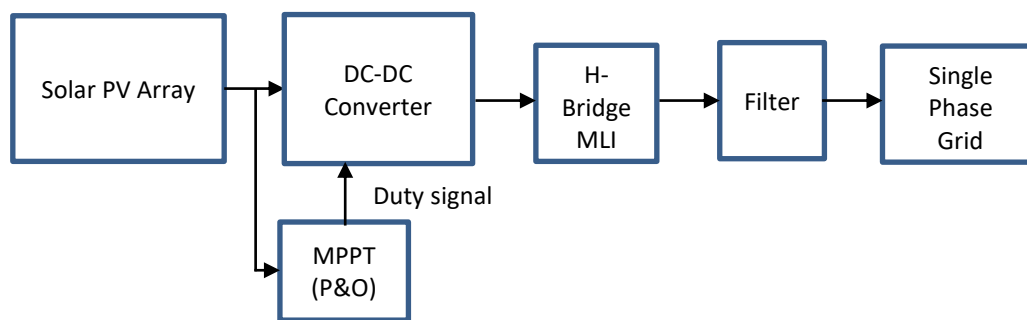 Solar PV Array
DC-DC
Converter
H-
Bridge
MLI
Filter
Single
Phase
Grid
Duty signal
MPPT
(P&O)